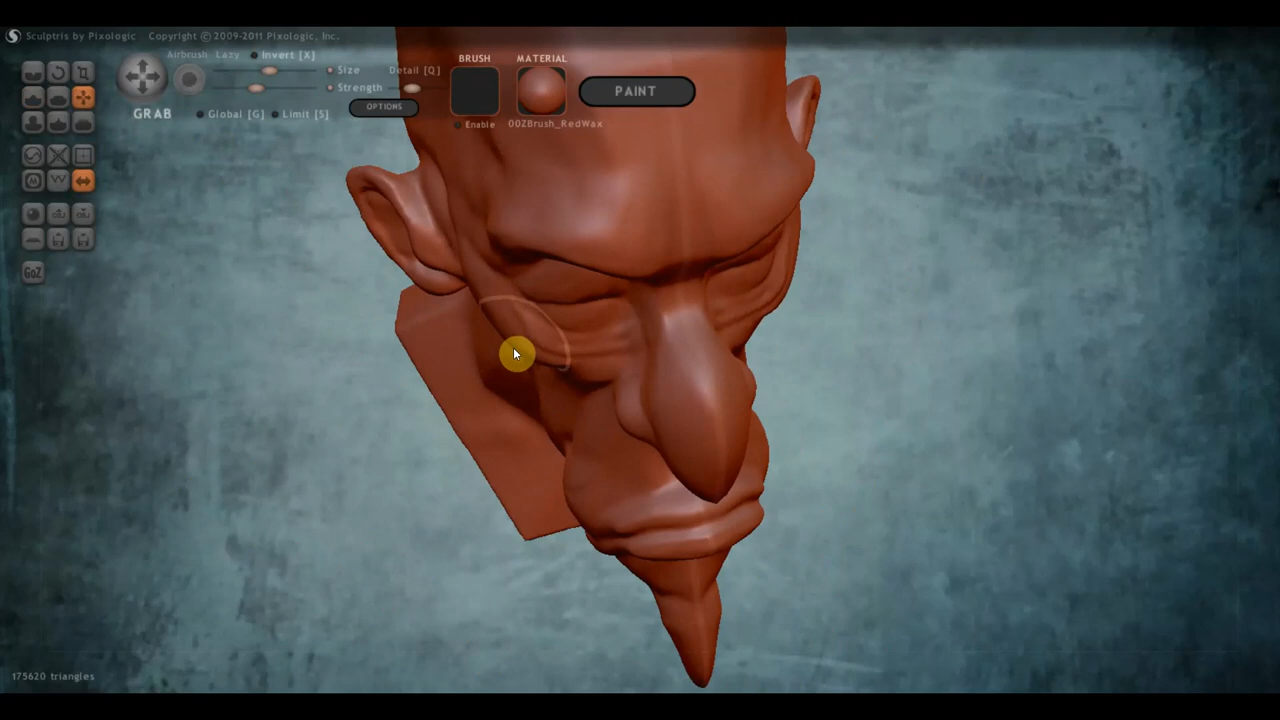 Sculptris by Pixologic Copyright © 2009-2011 Pixologic, Inc.
Airbrush Lazy Invert [X]
Size Detail [Q]
Strength
GRAB Global [G] Limit [S]
OPTIONS
BRUSH
Enable
MATERIAL
00ZBrush_RedWax
PAINT
GoZ
175620 triangles